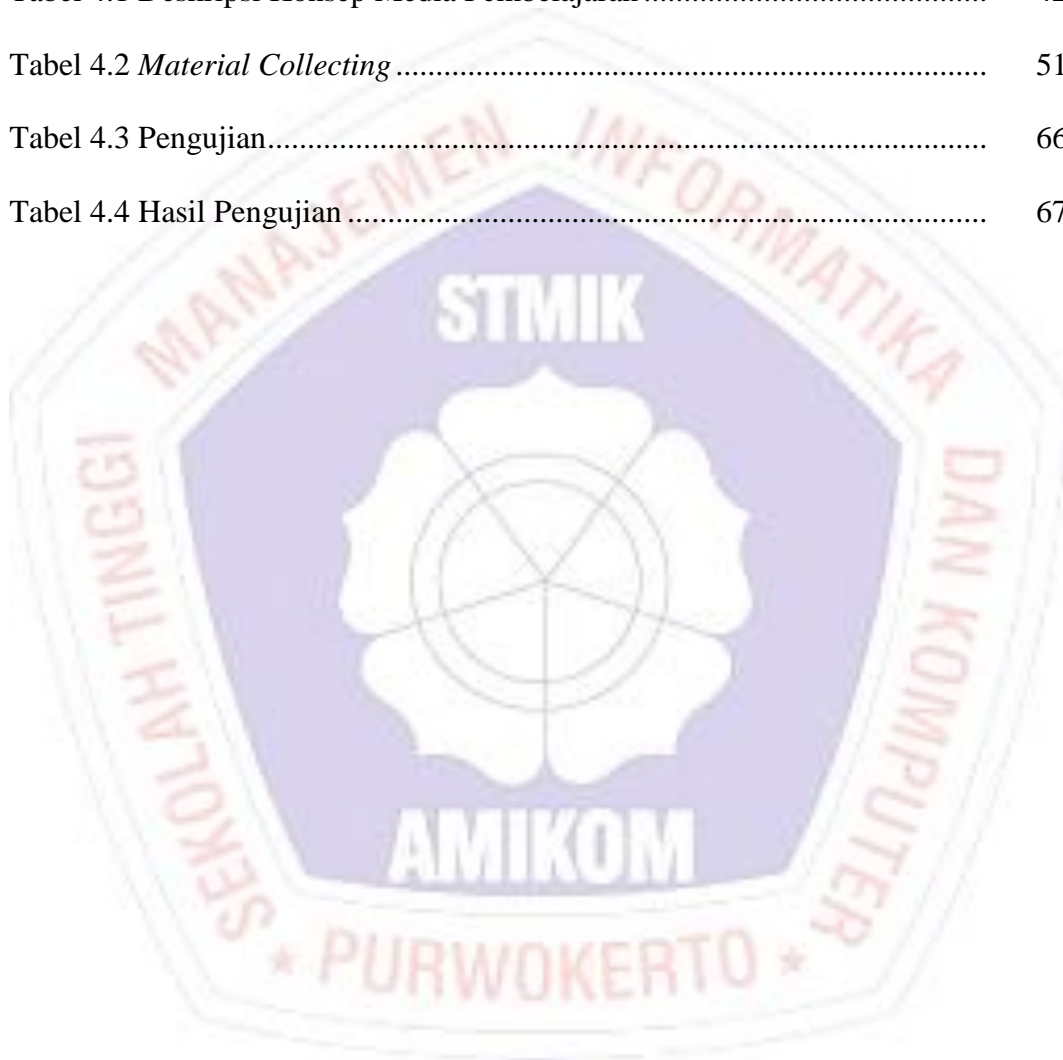 Tabel 4.2 Material Collecting ........................................................................... 51
Tabel 4.3 Pengujian........................................................................................... 66
Tabel 4.4 Hasil Pengujian ................................................................................. 67
SEKOLAH TINGGI MANAJEMEN INFORMATIKA DAN KOMPUTER
STMIK
AMIKOM
* PURWOKERTO *